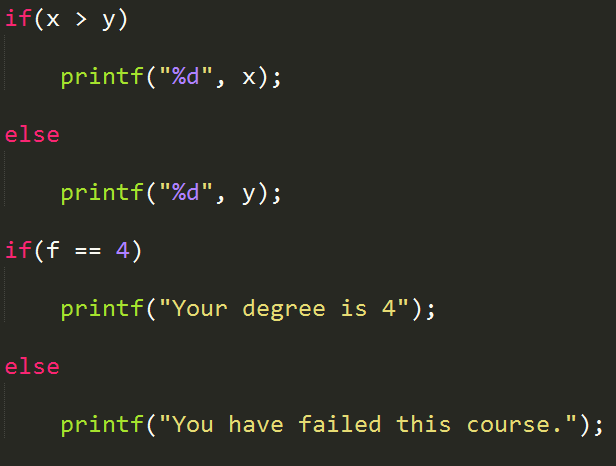 if(x > y)
    printf("%d", x);
else
    printf("%d", y);
if(f == 4)
    printf("Your degree is 4");
else
    printf("You have failed this course.");